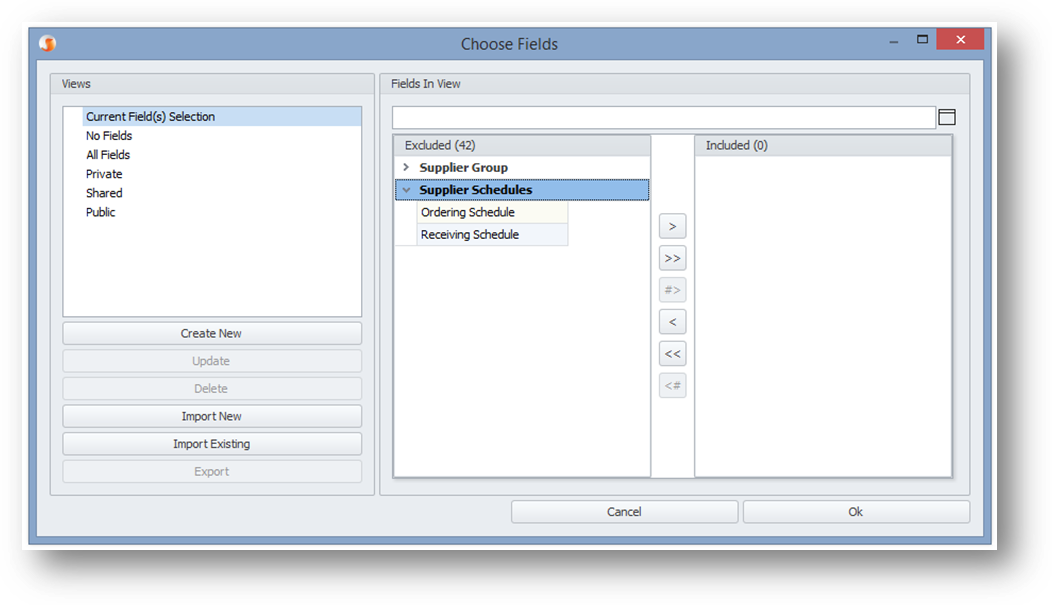 Choose Fields
Views
Current Field(s) Selection
No Fields
All Fields
Private
Shared
Public
Create New
Update
Delete
Import New
Import Existing
Export
Fields In View
Excluded (42)
Supplier Group
Supplier Schedules
Ordering Schedule
Receiving Schedule
>
>>
#>
<
<<
<#
Included (0)
Cancel
Ok